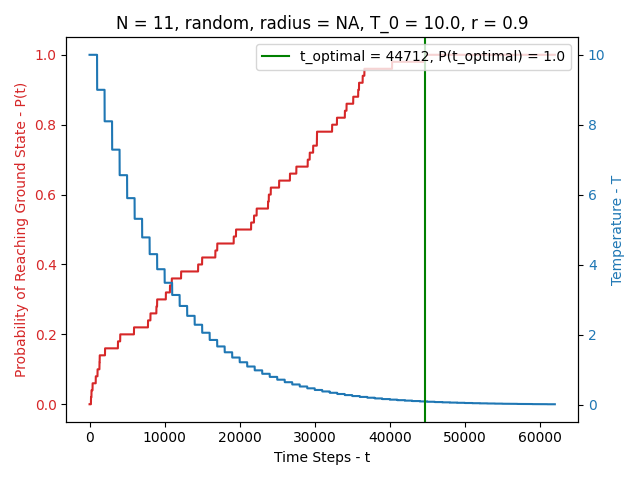 N = 11, random, radius = NA, T_0 = 10.0, r = 0.9
t_optimal = 44712, P(t_optimal) = 1.0
Probability of Reaching Ground State - P(t)
1.0
0.8
0.6
0.4
0.2
0.0
10
8
6
4
2
0
Temperature - T
0 10000 20000 30000 40000 50000 60000
Time Steps - t